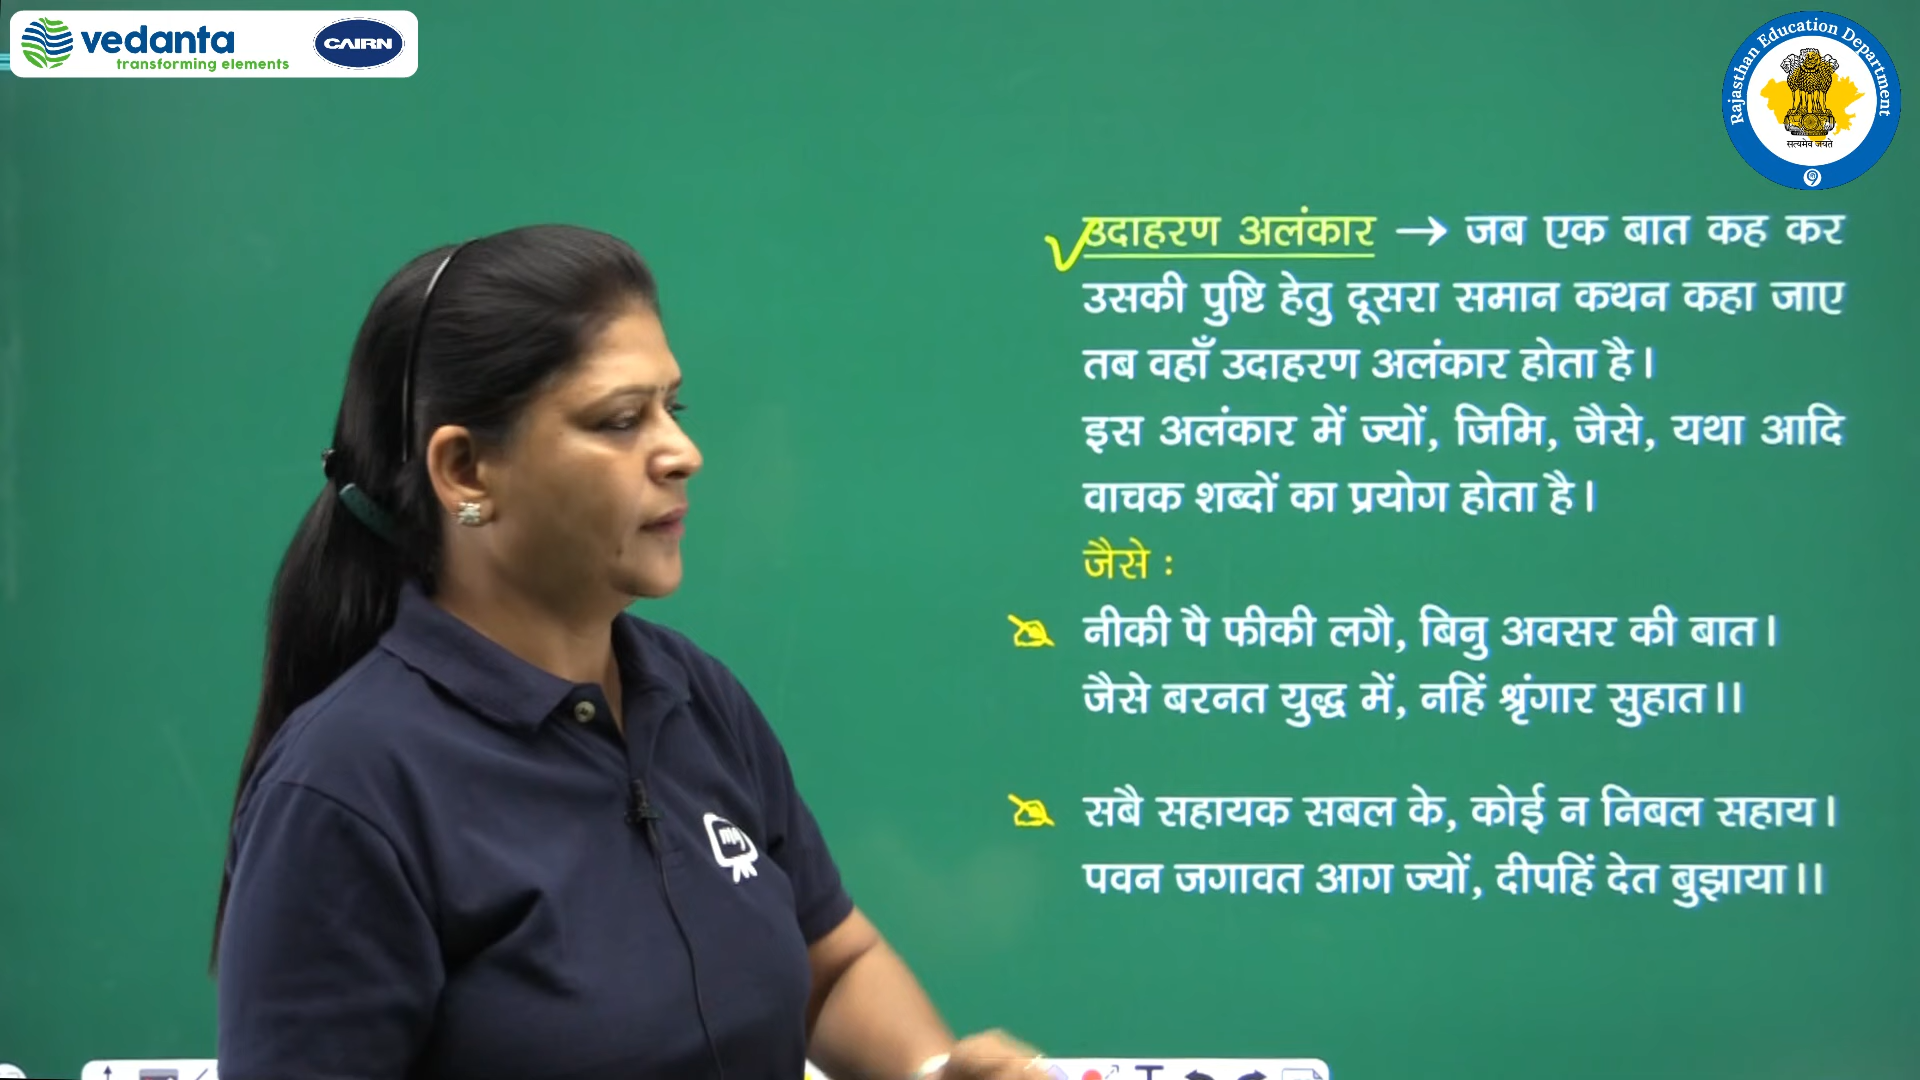 vedanta
transforming elements
CAIRN
Rajasthan Education Department
सत्यमेव जयते
उदाहरण अलंकार → जब एक बात कह कर
उसकी पुष्टि हेतु दूसरा समान कथन कहा जाए
तब वहाँ उदाहरण अलंकार होता है।
इस अलंकार में ज्यों, जिमि, जैसे, यथा आदि
वाचक शब्दों का प्रयोग होता है।
जैसे :
नीकी पै फीकी लगै, बिनु अवसर की बात।
जैसे बरनत युद्ध में, नहिं श्रृंगार सुहात।।
सबै सहायक सबल के, कोई न निबल सहाय।
पवन जगावत आग ज्यों, दीपहिं देत बुझाया।।